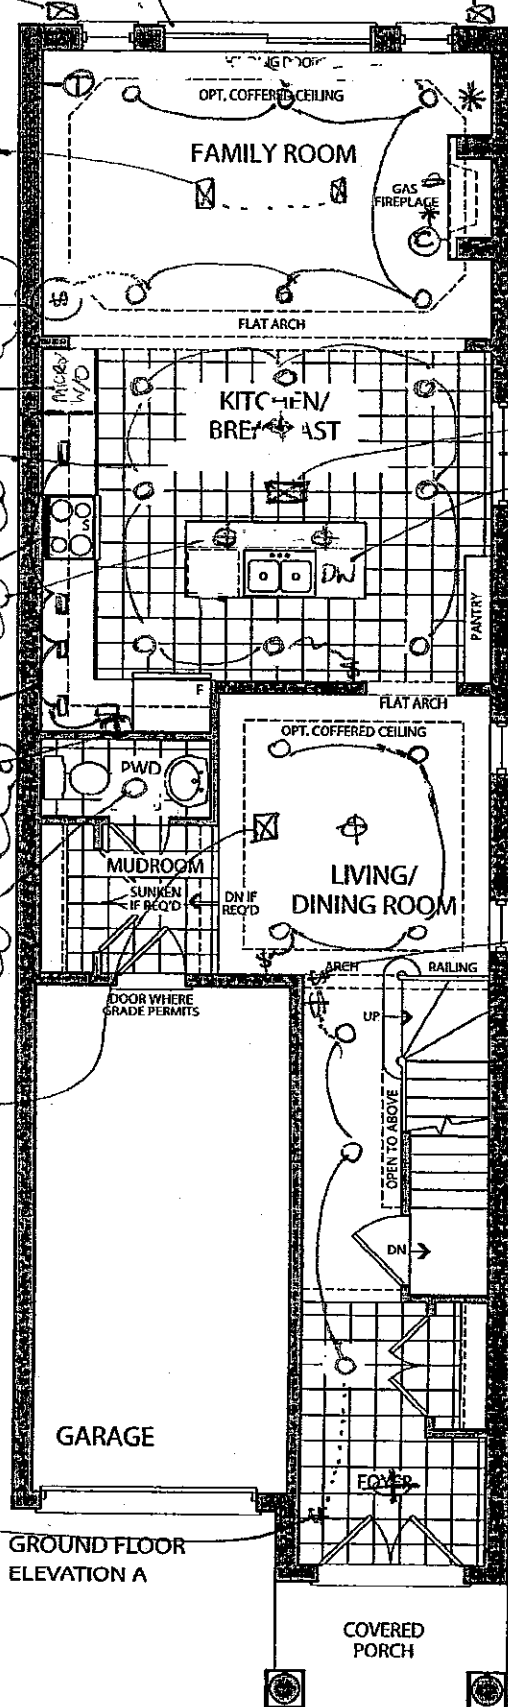 OPT. COFFERED CEILING
FAMILY ROOM
GAS
FIREPLACE
C
FLAT ARCH
MICRO
W/O
KITCHEN/
BREAKFAST
S
DW
PANTRY
F
FLAT ARCH
OPT. COFFERED CEILING
PWD
MUDROOM
SUNKEN
IF REQ'D
DN IF
REQ'D
LIVING/
DINING ROOM
ARCH
RAILING
DOOR WHERE
GRADE PERMITS
UP
OPEN TO ABOVE
DN
GARAGE
FOYER
GROUND FLOOR
ELEVATION A
COVERED
PORCH